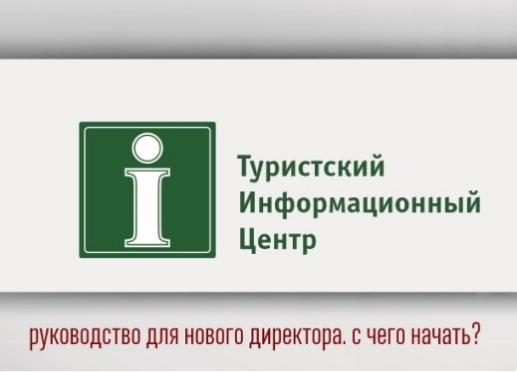 i
Туристский
Информационный
Центр
руководство для нового директора. с чего начать?